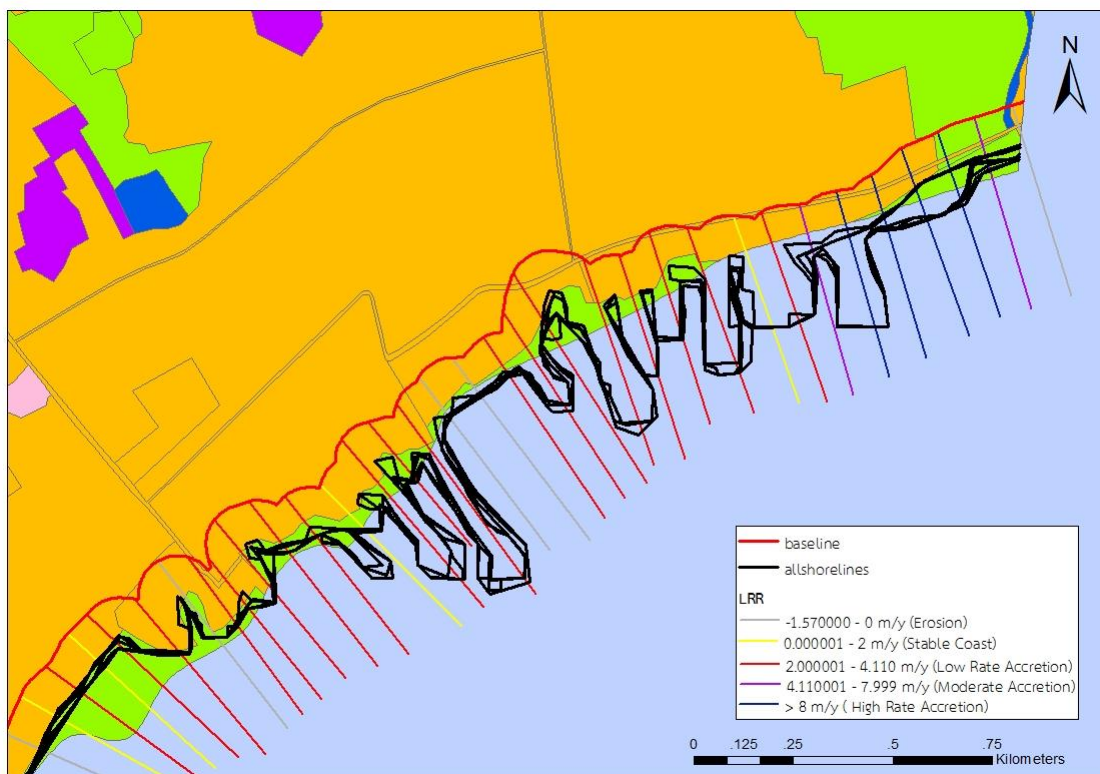 N
baseline
allshorelines
LRR
-1.570000 - 0 m/y (Erosion)
0.000001 - 2 m/y (Stable Coast)
2.000001 - 4.110 m/y (Low Rate Accretion)
4.110001 - 7.999 m/y (Moderate Accretion)
> 8 m/y ( High Rate Accretion)
0 .125 .25 .5 .75
Kilometers